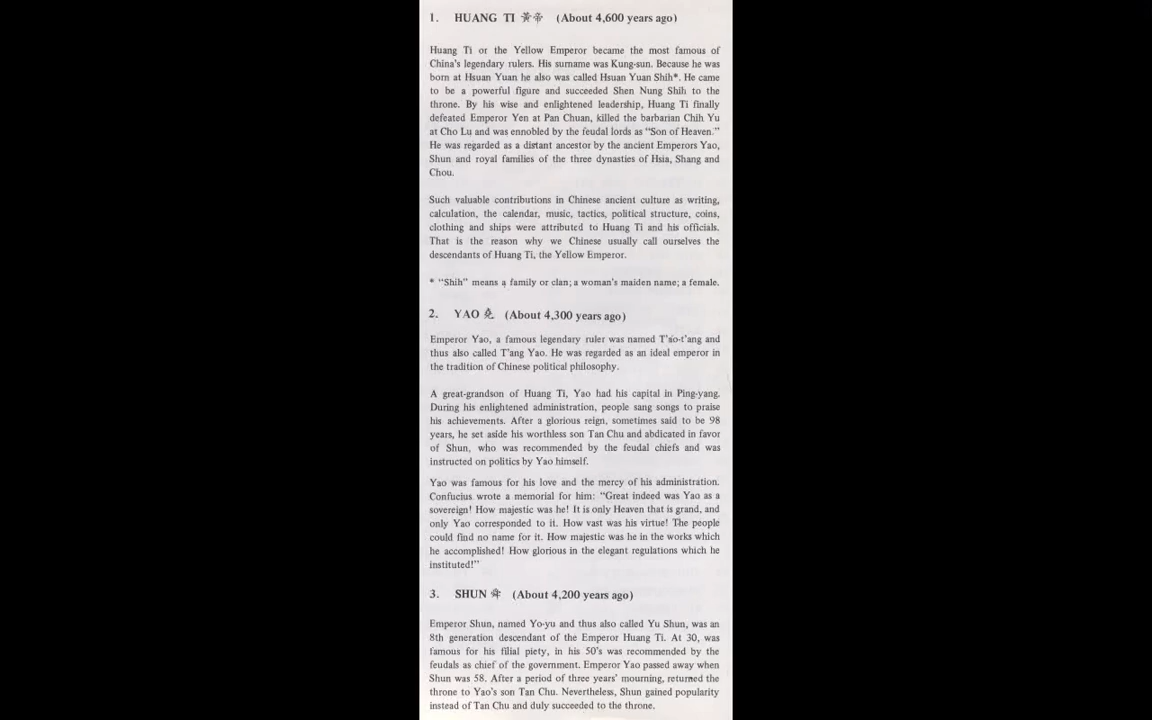 1. HUANG TI 黃帝 (About 4,600 years ago)
Huang Ti or the Yellow Emperor became the most famous of
China's legendary rulers. His surname was Kung-sun. Because he was
born at Hsuan Yuan he also was called Hsuan Yuan Shih*. He came
to be a powerful figure and succeeded Shen Nung Shih to the
throne. By his wise and enlightened leadership, Huang Ti finally
defeated Emperor Yen at Pan Chuan, killed the barbarian Chih Yu
at Cho Lu and was ennobled by the feudal lords as "Son of Heaven."
He was regarded as a distant ancestor by the ancient Emperors Yao,
Shun and royal families of the three dynasties of Hsia, Shang and
Chou.
Such valuable contributions in Chinese ancient culture as writing,
calculation, the calendar, music, tactics, political structure, coins,
clothing and ships were attributed to Huang Ti and his officials.
That is the reason why we Chinese usually call ourselves the
descendants of Huang Ti, the Yellow Emperor.
* "Shih" means a family or clan; a woman's maiden name; a female.
2. YAO 堯 (About 4,300 years ago)
Emperor Yao, a famous legendary ruler was named T'so-t'ang and
thus also called T'ang Yao. He was regarded as an ideal emperor in
the tradition of Chinese political philosophy.
A great-grandson of Huang Ti, Yao had his capital in Ping-yang.
During his enlightened administration, people sang songs to praise
his achievements. After a glorious reign, sometimes said to be 98
years, he set aside his worthless son Tan Chu and abdicated in favor
of Shun, who was recommended by the feudal chiefs and was
instructed on politics by Yao himself.
Yao was famous for his love and the mercy of his administration.
Confucius wrote a memorial for him: "Great indeed was Yao as a
sovereign! How majestic was he! It is only Heaven that is grand, and
only Yao corresponded to it. How vast was his virtue! The people
could find no name for it. How majestic was he in the works which
he accomplished! How glorious in the elegant regulations which he
instituted!"
3. SHUN 舜 (About 4,200 years ago)
Emperor Shun, named Yo-yu and thus also called Yu Shun, was an
8th generation descendant of the Emperor Huang Ti. At 30, was
famous for his filial piety, in his 50's was recommended by the
feudals as chief of the government. Emperor Yao passed away when
Shun was 58. After a period of three years' mourning, returned the
throne to Yao's son Tan Chu. Nevertheless, Shun gained popularity
instead of Tan Chu and duly succeeded to the throne.